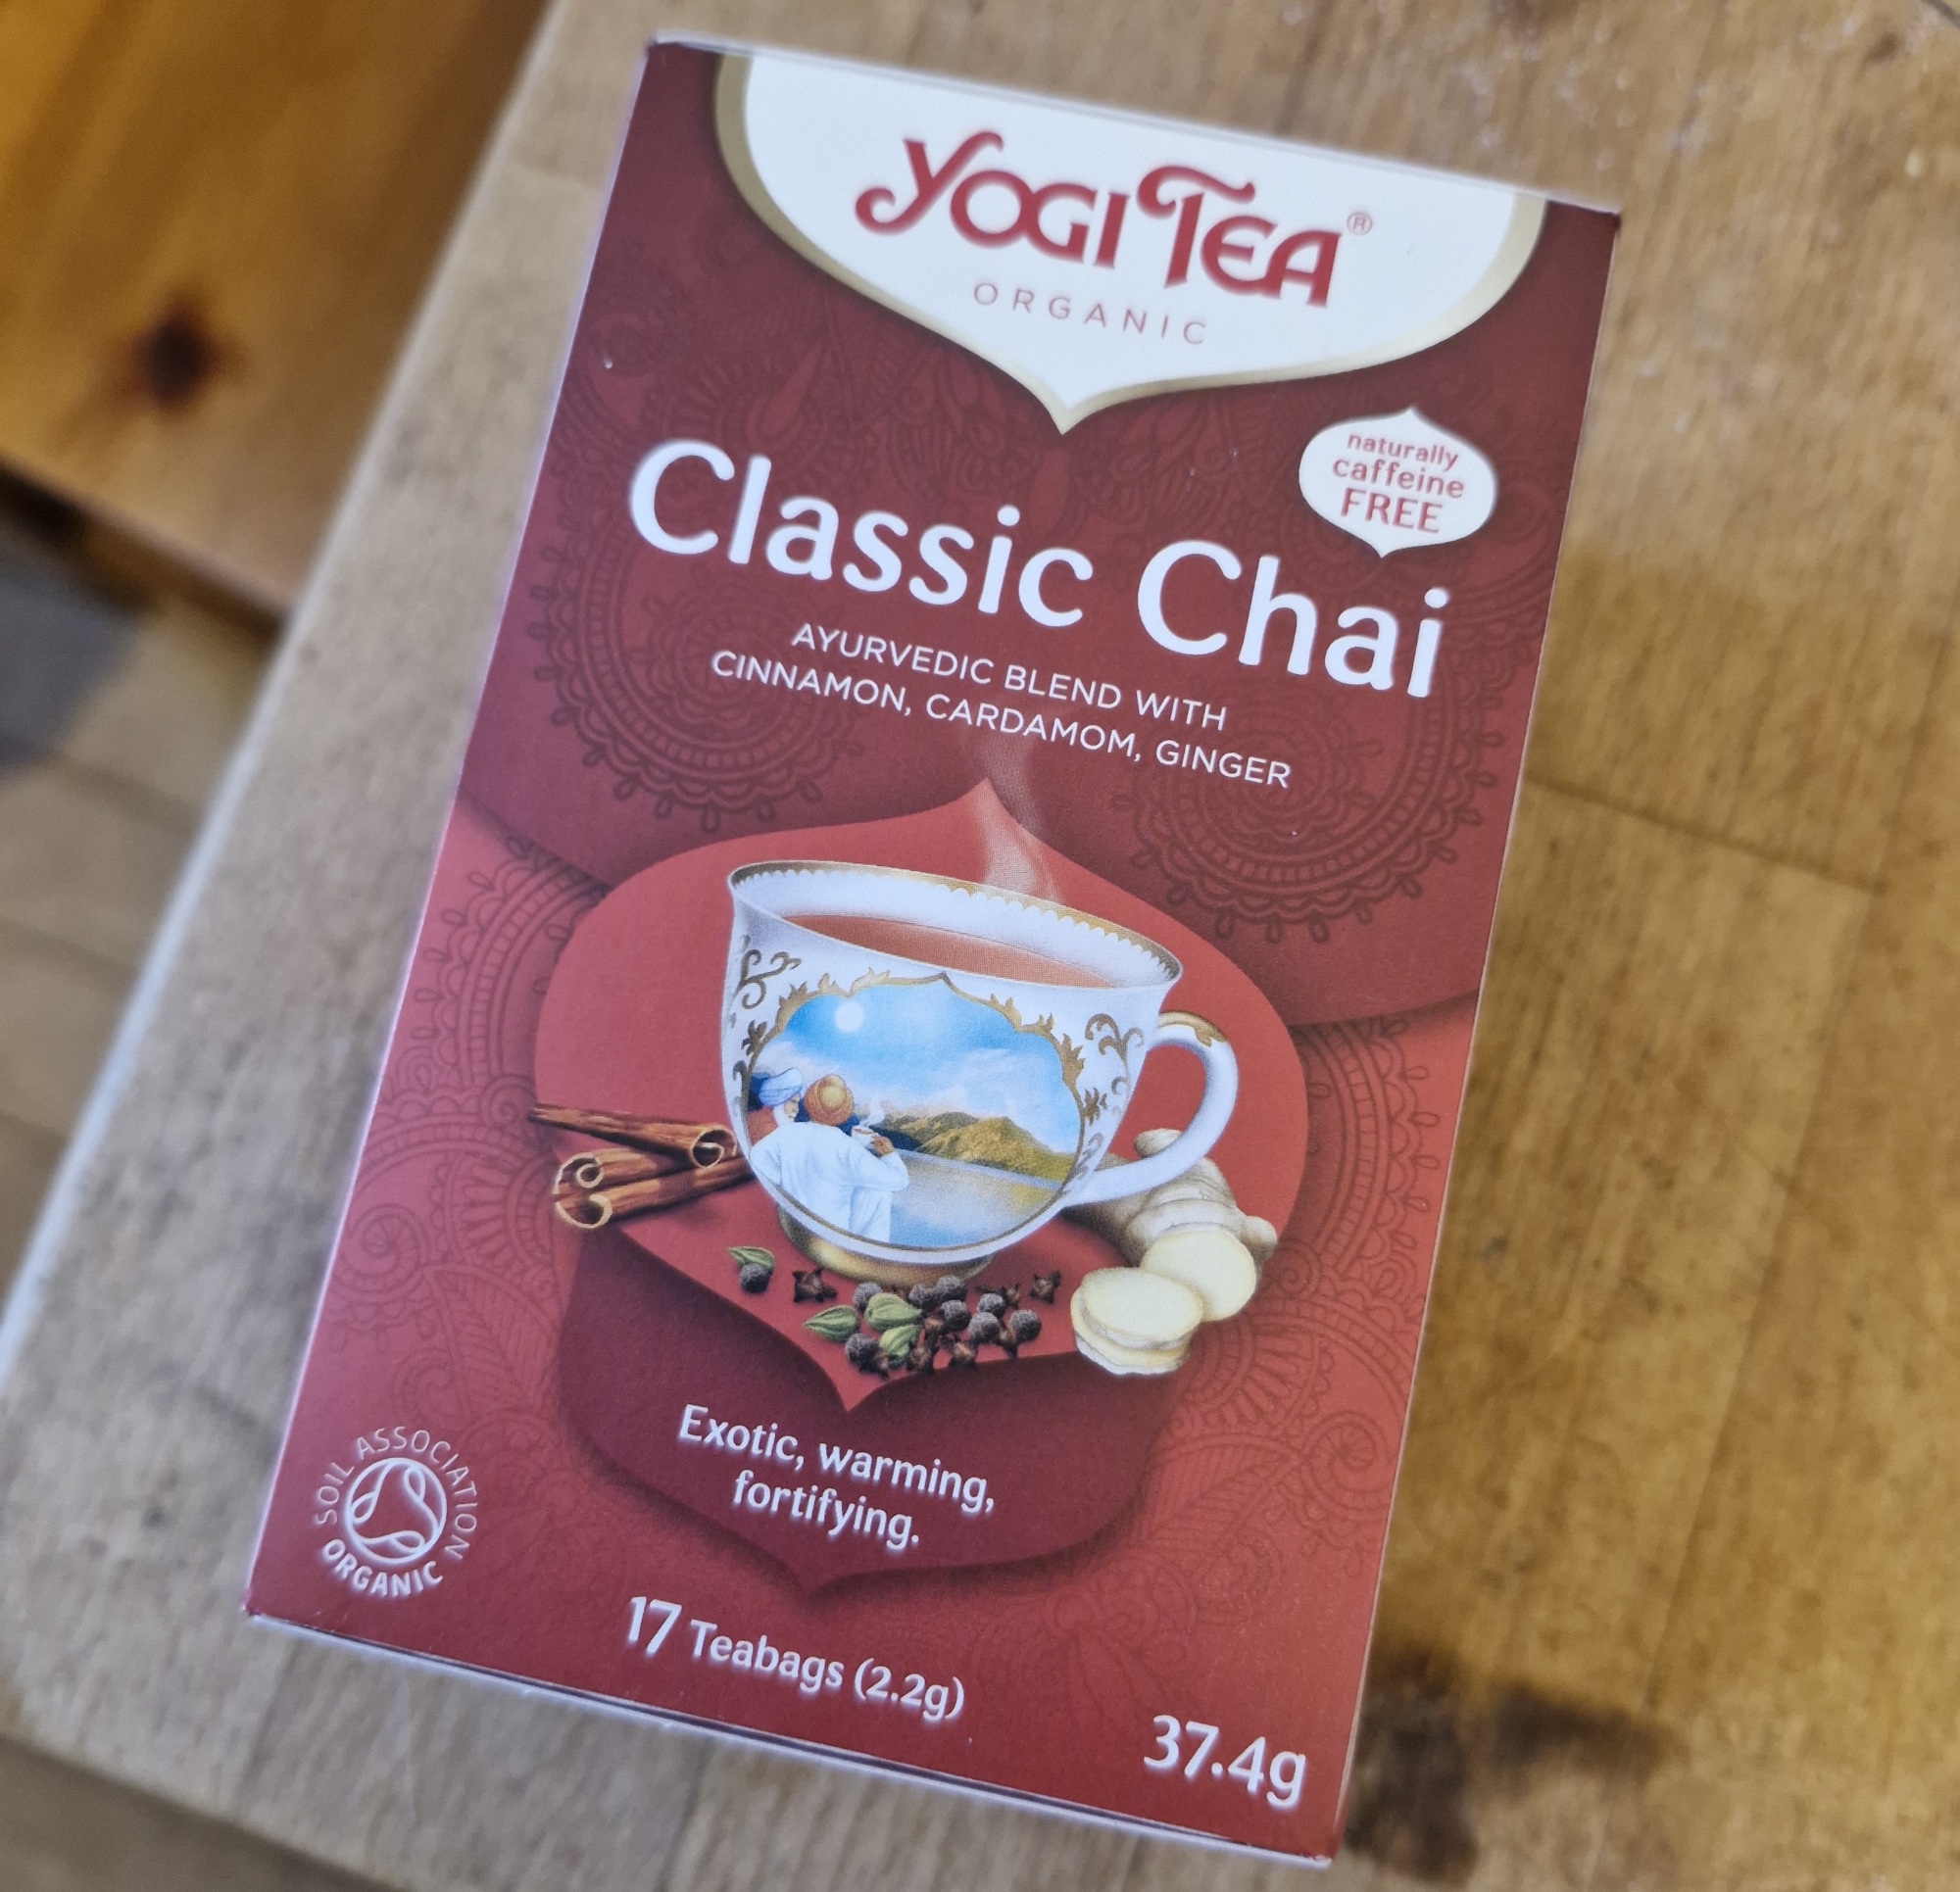 YOGI TEA®
ORGANIC
naturally
caffeine
FREE
Classic Chai
AYURVEDIC BLEND WITH
CINNAMON, CARDAMOM, GINGER
Exotic, warming,
fortifying.
SOIL ASSOCIATION
ORGANIC
17 Teabags (2.2g)
37.4g